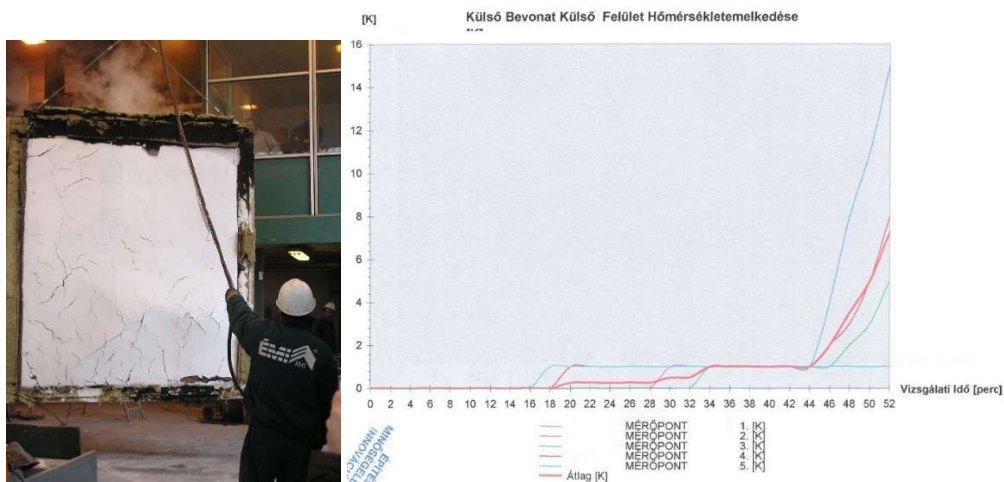 ÉMI
KHT
[K]
Külső Bevonat Külső Felület Hőmérsékletemelkedése
16
14
12
10
8
6
4
2
0
0 2 4 6 8 10 12 14 16 18 20 22 24 26 28 30 32 34 36 38 40 42 44 46 48 50 52
Vizsgálati Idő [perc]
MÉRŐPONT 1. [K]
MÉRŐPONT 2. [K]
MÉRŐPONT 3. [K]
MÉRŐPONT 4. [K]
MÉRŐPONT 5. [K]
Átlag [K]